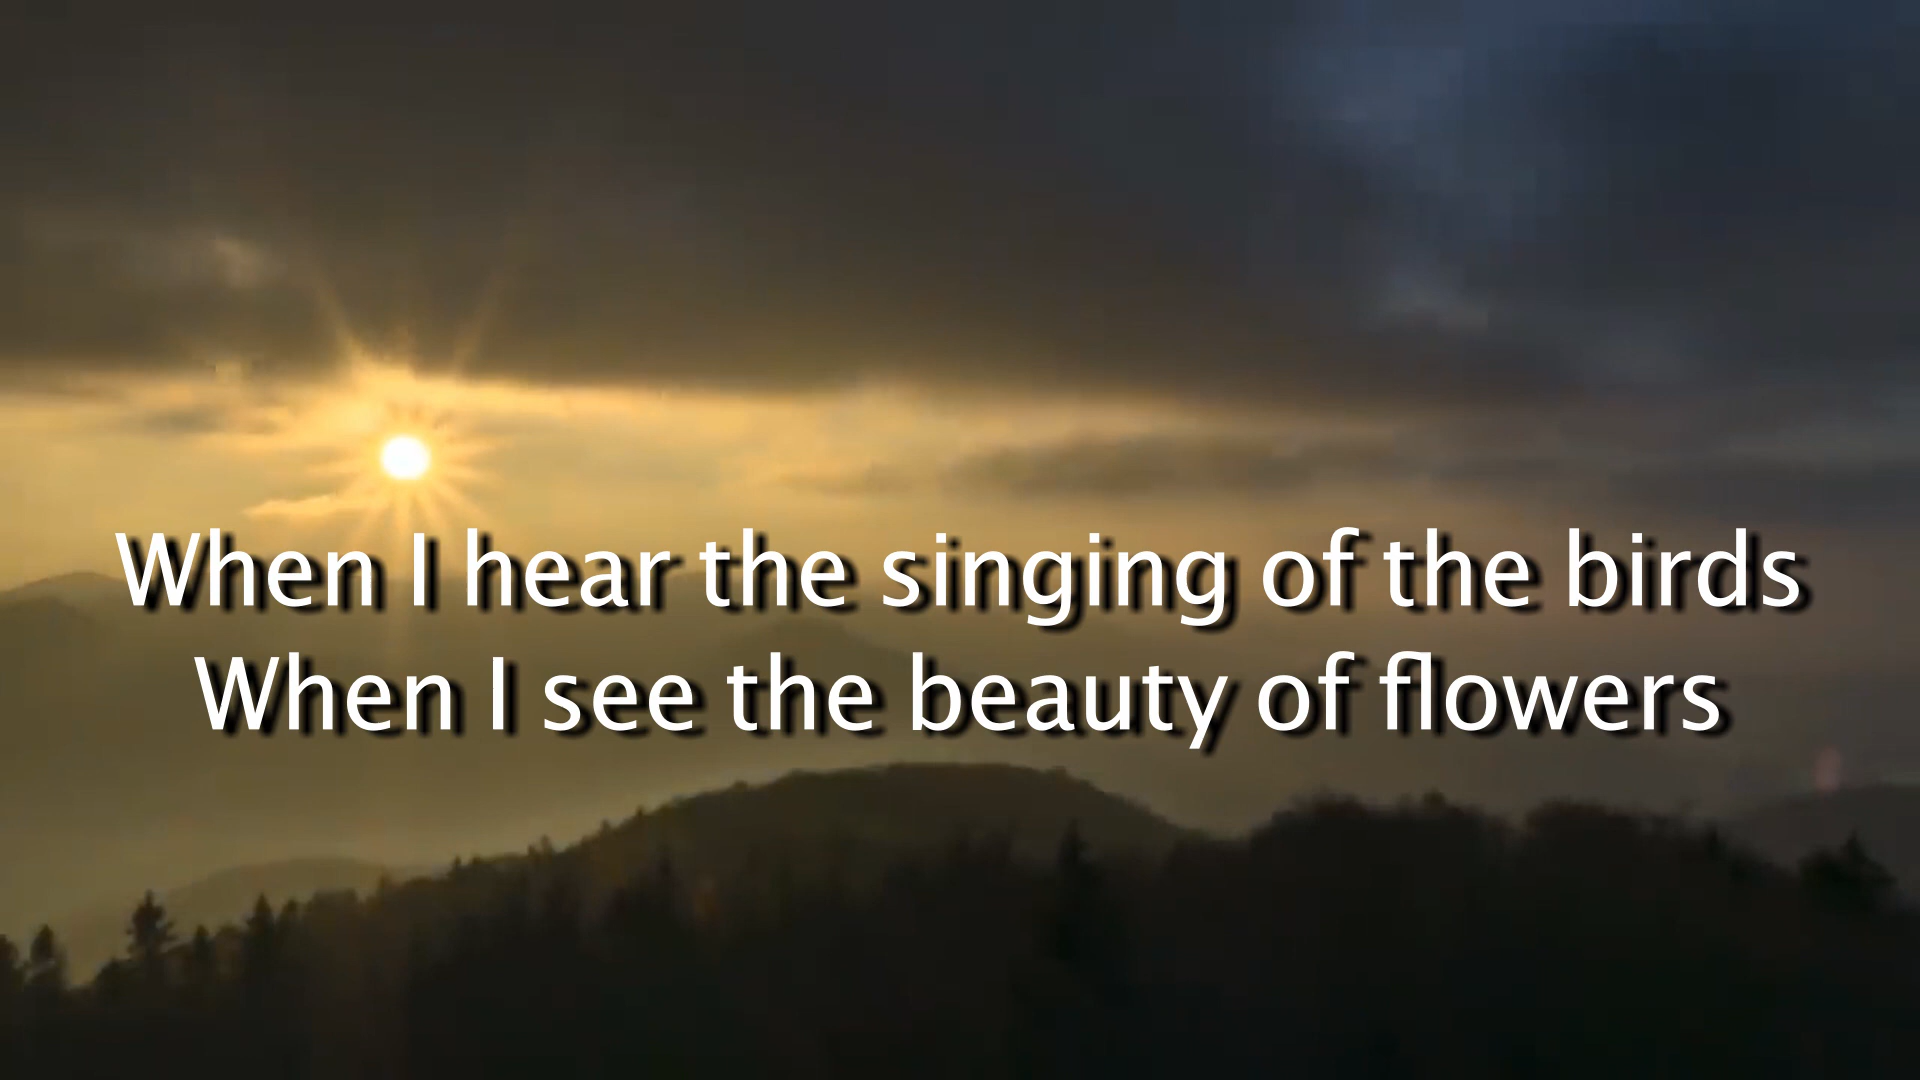 When I hear the singing of the birds
When I see the beauty of flowers